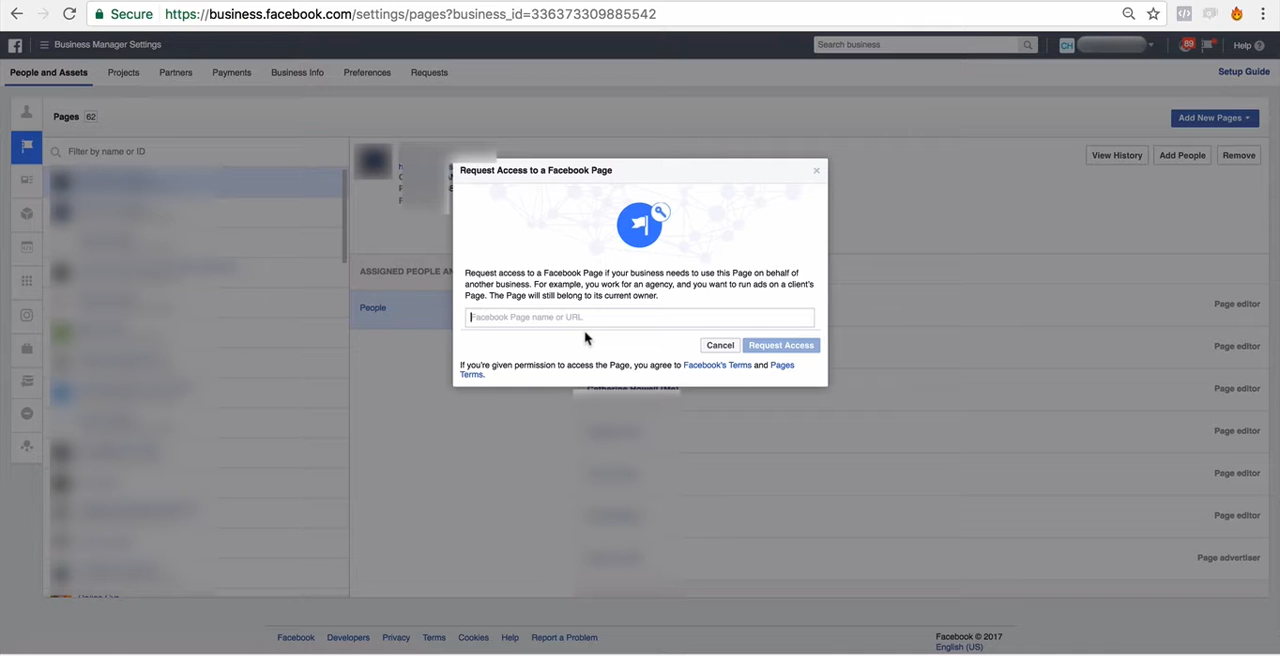 Secure https://business.facebook.com/settings/pages?business_id=336373309885542
Business Manager Settings
Search business
CH
89
Help
People and Assets Projects Partners Payments Business Info Preferences Requests
Setup Guide
Pages 62
Add New Pages
Filter by name or ID
View History Add People Remove
Request Access to a Facebook Page
Request access to a Facebook Page if your business needs to use this Page on behalf of
another business. For example, you work for an agency, and you want to run ads on a client's
Page. The Page will still belong to its current owner.
Facebook Page name or URL
Cancel Request Access
If you're given permission to access the Page, you agree to Facebook's Terms and Pages
Terms.
ASSIGNED PEOPLE
People
Page editor
Page editor
Page editor
Page editor
Page editor
Page editor
Page advertiser
Facebook Developers Privacy Terms Cookies Help Report a Problem
Facebook © 2017
English (US)